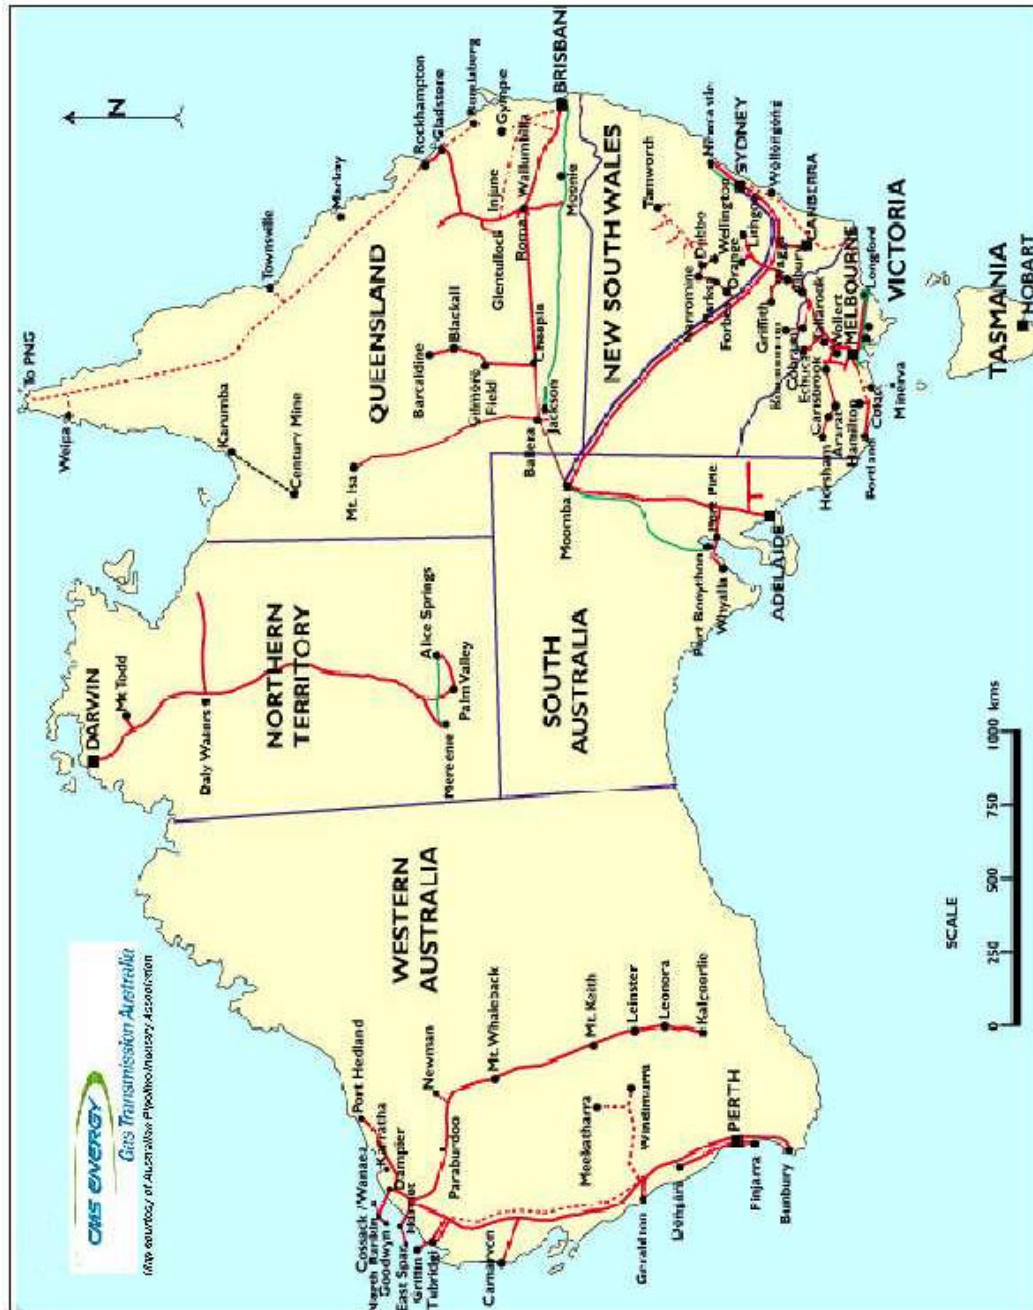 CMS ENERGY
Gas Transmission Australia
Map courtesy of Australian Pipeline Industry Association
N
To PNG
Weipa
Karumba
Century Mine
Mt. Isa
Townsville
Mackay
Rockhampton
Gladstone
Bundaberg
Gympie
BRISBANE
QUEENSLAND
Barcaldine
Blackall
Gilmore
Field
Cheepie
Ballera
Jackson
Glentulloch
Injune
Roma
Wallumbilla
Moonie
DARWIN
Mt Todd
Daly Waters
NORTHERN
TERRITORY
Alice Springs
Palm Valley
Mereenie
SOUTH
AUSTRALIA
Moomba
Port Bonython
Port Pirie
Whyalla
ADELAIDE
NEW SOUTH WALES
Tamworth
Newcastle
SYDNEY
Wollongong
Dubbo
Narromine
Wellington
Parkes
Orange
Forbes
Lithgow
Griffith
CANBERRA
Echuca
Carisbrook
Wollert
MELBOURNE
Horsham
Ararat
Hamilton
Portland
Colac
Minerva
Longford
VICTORIA
TASMANIA
HOBART
WESTERN
AUSTRALIA
Port Hedland
Karratha
Dampier
Cossack / Wanaea
North Rankin
Goodwyn
East Spar
Griffin
Tubridgi
Carnarvon
Newman
Paraburdoo
Mt. Whaleback
Mt. Keith
Leinster
Leonora
Kalgoorlie
Meekatharra
Windimurra
Geraldton
PERTH
Pinjarra
Bunbury
SCALE
0 250 500 750 1000 kms